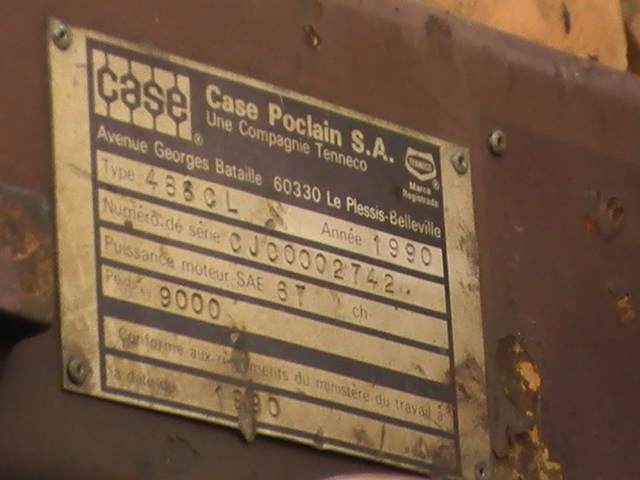 case
Case Poclain S.A.
Une Compagnie Tenneco
TENNECO
Marca
Registrada
Avenue Georges Bataille 60330 Le Plessis-Belleville
Type 488CL Année 1990
Numéro de série CJC0002742
Puissance moteur SAE 67 ch
Poids kg 9000
Conforme aux règlements du ministère du travail à
la date du 1990